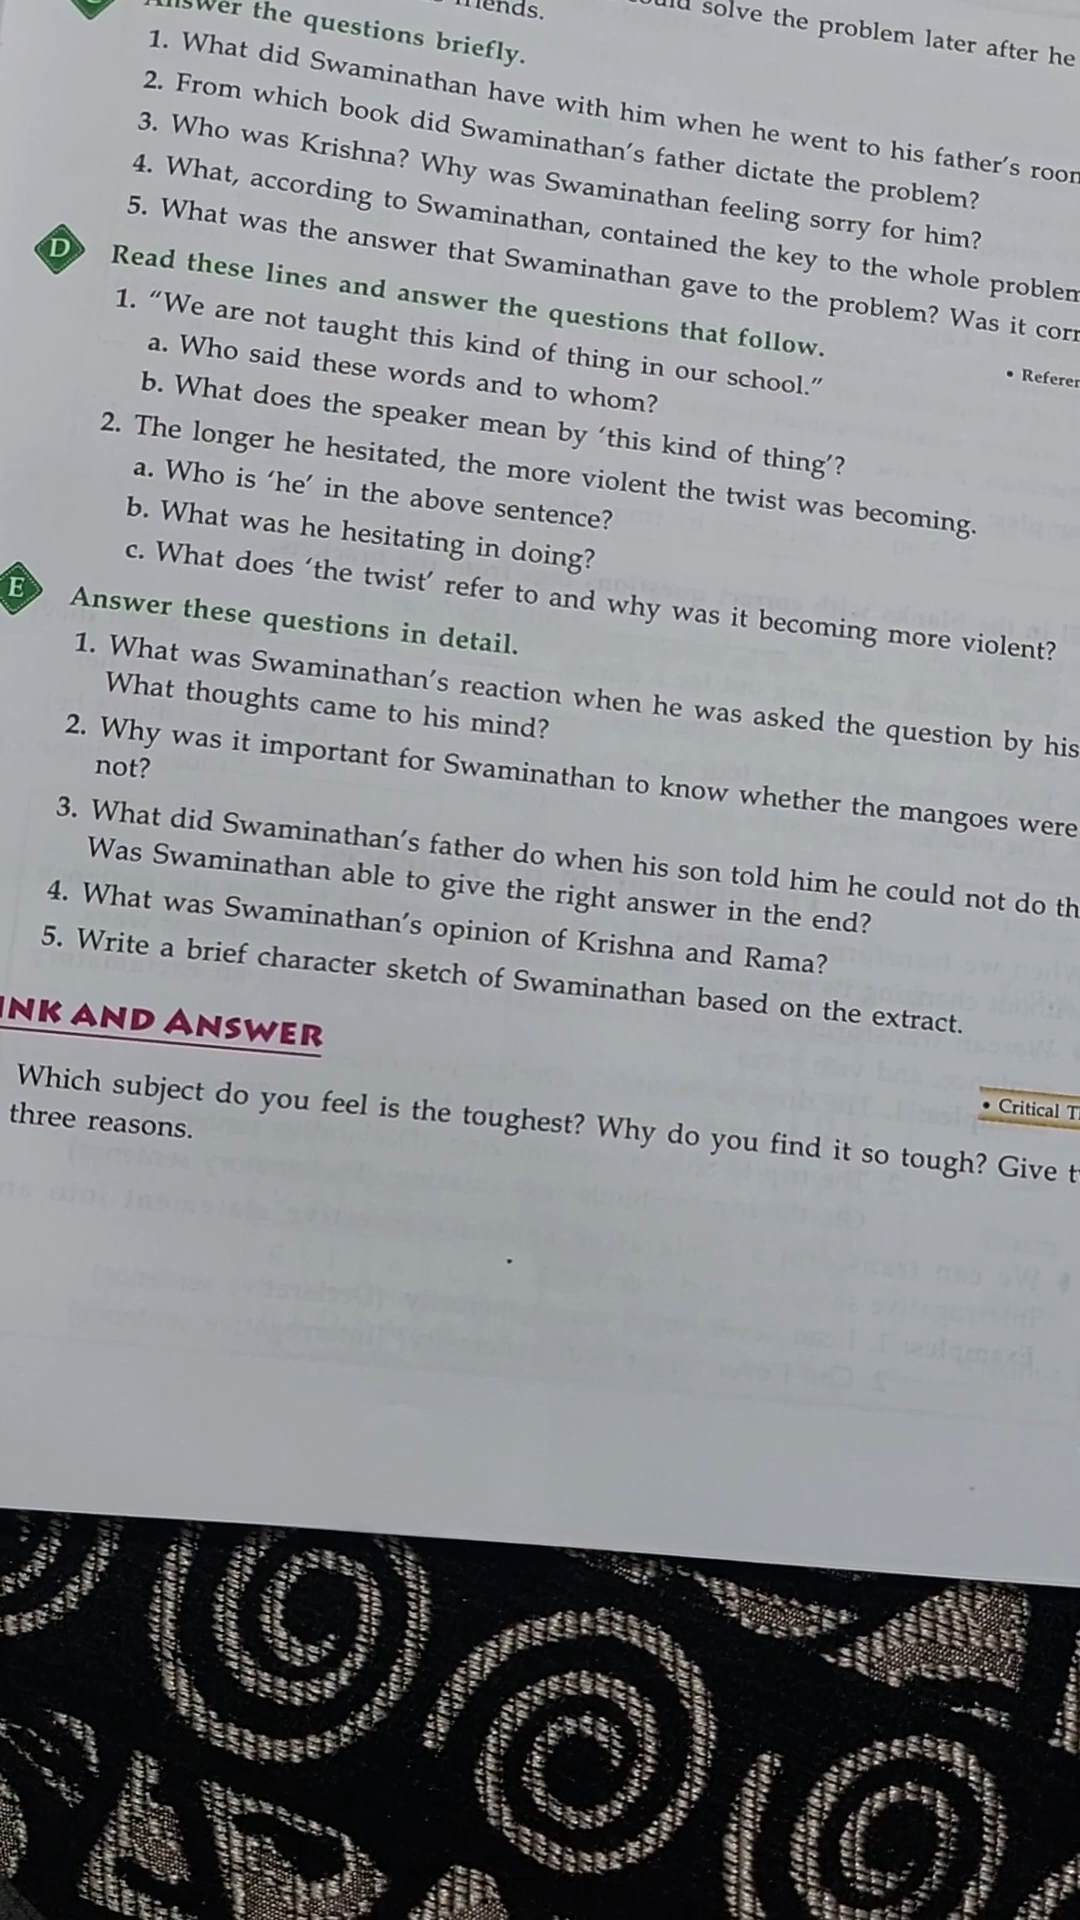 friends.
could solve the problem later after he
Answer the questions briefly.
1. What did Swaminathan have with him when he went to his father's room
2. From which book did Swaminathan's father dictate the problem?
3. Who was Krishna? Why was Swaminathan feeling sorry for him?
4. What, according to Swaminathan, contained the key to the whole problem
5. What was the answer that Swaminathan gave to the problem? Was it corr
D Read these lines and answer the questions that follow.
• Referen
1. "We are not taught this kind of thing in our school."
a. Who said these words and to whom?
b. What does the speaker mean by 'this kind of thing'?
2. The longer he hesitated, the more violent the twist was becoming.
a. Who is 'he' in the above sentence?
b. What was he hesitating in doing?
c. What does 'the twist' refer to and why was it becoming more violent?
E Answer these questions in detail.
1. What was Swaminathan's reaction when he was asked the question by his
What thoughts came to his mind?
2. Why was it important for Swaminathan to know whether the mangoes were
not?
3. What did Swaminathan's father do when his son told him he could not do th
Was Swaminathan able to give the right answer in the end?
4. What was Swaminathan's opinion of Krishna and Rama?
5. Write a brief character sketch of Swaminathan based on the extract.
INK AND ANSWER
• Critical T
Which subject do you feel is the toughest? Why do you find it so tough? Give t
three reasons.